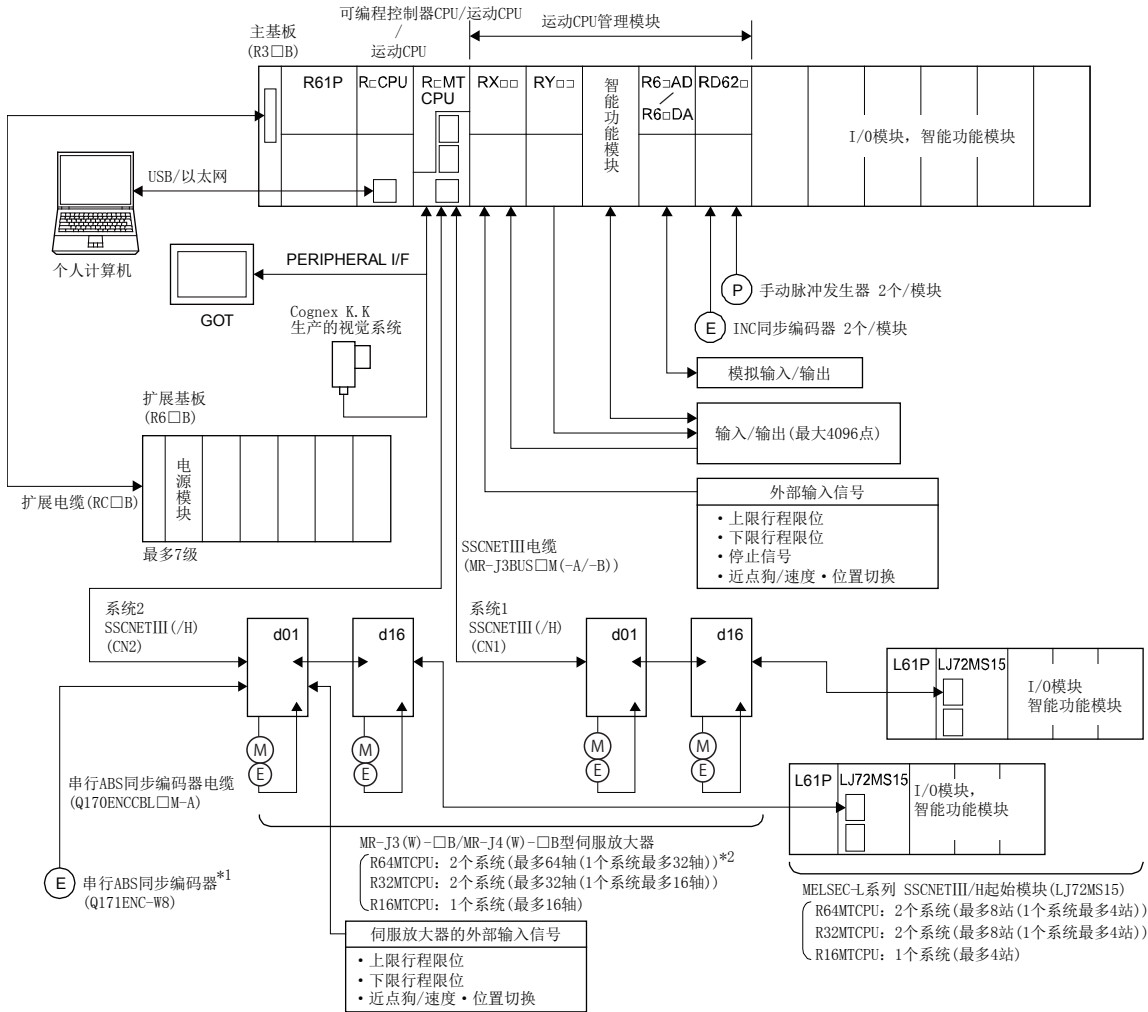 可编程控制器CPU/运动CPU
/
运动CPU
运动CPU管理模块
主基板
(R3□B)
R61P
R□CPU
R□MT
CPU
RX□□
RY□□
智能功能模块
R6□AD
/
R6□DA
RD62□
I/O模块, 智能功能模块
USB/以太网
个人计算机
PERIPHERAL I/F
GOT
Cognex K.K
生产的视觉系统
P
手动脉冲发生器 2个/模块
E
INC同步编码器 2个/模块
模拟输入/输出
输入/输出(最大4096点)
外部输入信号
・上限行程限位
・下限行程限位
・停止信号
・近点狗/速度・位置切换
扩展基板
(R6□B)
电源模块
扩展电缆(RC□B)
最多7级
SSCNETⅢ电缆
(MR-J3BUS□M(-A/-B))
系统2
SSCNETⅢ(/H)
(CN2)
d01
d16
系统1
SSCNETⅢ(/H)
(CN1)
d01
d16
M
E
M
E
M
E
M
E
L61P
LJ72MS15
I/O模块
智能功能模块
L61P
LJ72MS15
I/O模块,
智能功能模块
串行ABS同步编码器电缆
(Q170ENCCBL□M-A)
E
串行ABS同步编码器*1
(Q171ENC-W8)
MR-J3(W)-□B/MR-J4(W)-□B型伺服放大器
R64MTCPU: 2个系统(最多64轴(1个系统最多32轴))*2
R32MTCPU: 2个系统(最多32轴(1个系统最多16轴))
R16MTCPU: 1个系统(最多16轴)
伺服放大器的外部输入信号
・上限行程限位
・下限行程限位
・近点狗/速度・位置切换
MELSEC-L系列 SSCNETⅢ/H起始模块(LJ72MS15)
R64MTCPU: 2个系统(最多8站(1个系统最多4站))
R32MTCPU: 2个系统(最多8站(1个系统最多4站))
R16MTCPU: 1个系统(最多4站)